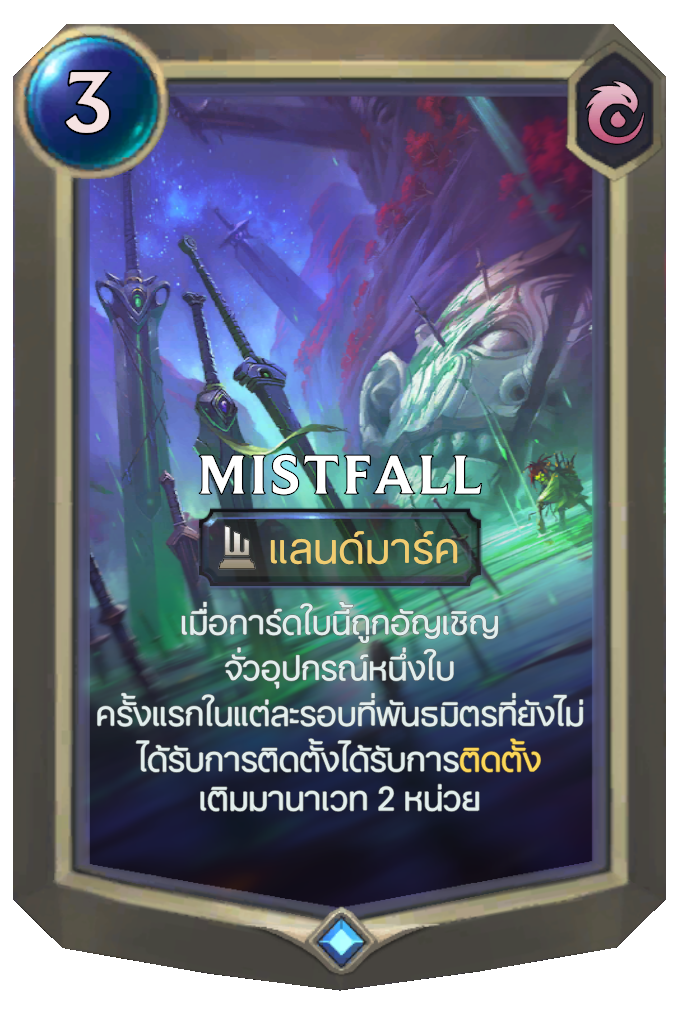 3
MISTFALL
แลนด์มาร์ค
เมื่อการ์ดใบนี้ถูกอัญเชิญ
จั่วอุปกรณ์หนึ่งใบ
ครั้งแรกในแต่ละรอบที่พันธมิตรที่ยังไม่
ได้รับการติดตั้งได้รับการติดตั้ง
เติมมานาเวท 2 หน่วย